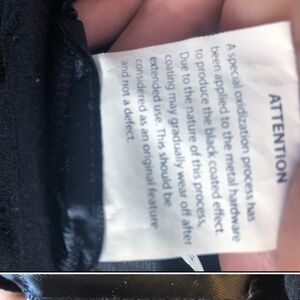 ATTENTION
A special oxidization process has
been applied to the metal hardware
to produce the black coated effect.
Due to the nature of this process,
coating may gradually wear off after
extended use. This should be
considered as an original feature
and not a defect.